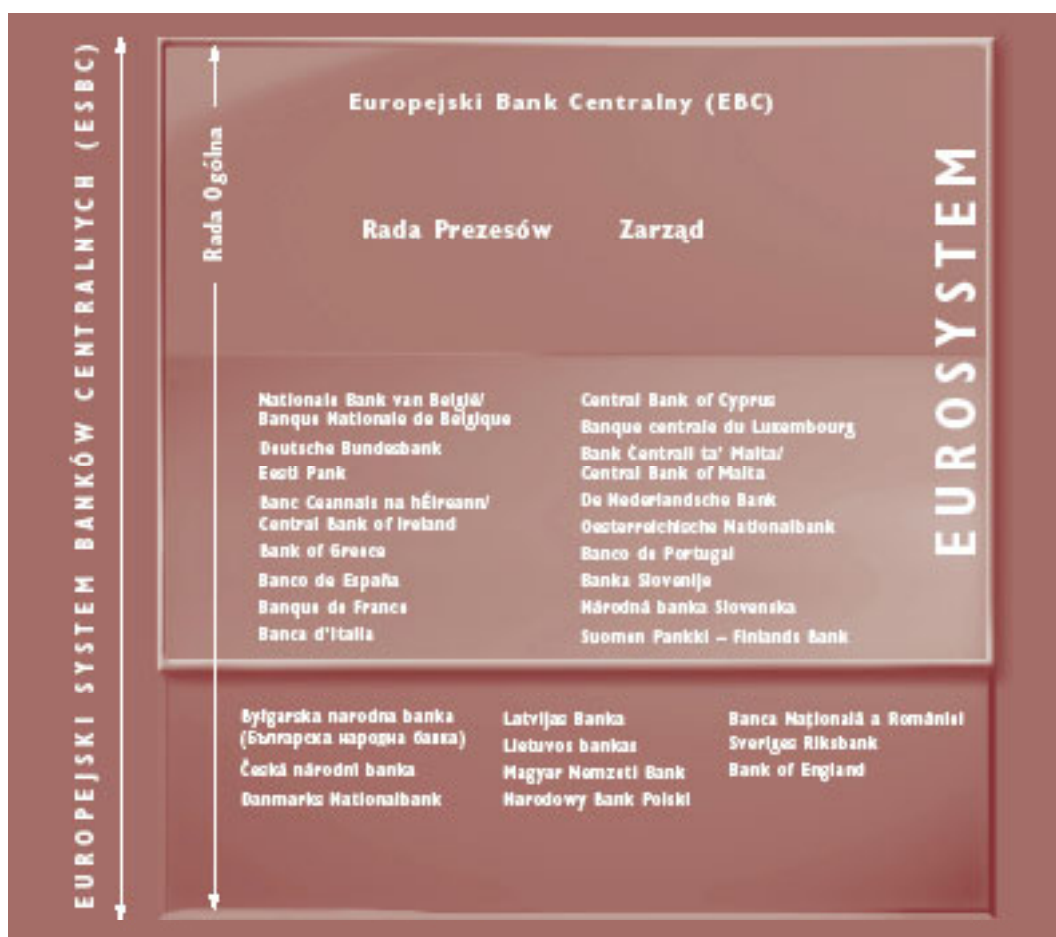 EUROPEJSKI SYSTEM BANKÓW CENTRALNYCH (ESBC)
Rada Ogólna
Europejski Bank Centralny (EBC)
Rada Prezesów Zarząd
EUROSYSTEM
Nationale Bank van België/
Banque Nationale de Belgique
Deutsche Bundesbank
Eesti Pank
Banc Ceannais na hÉireann/
Central Bank of Ireland
Bank of Greece
Banco de España
Banque de France
Banca d'Italia
Central Bank of Cyprus
Banque centrale du Luxembourg
Bank Ċentrali ta' Malta/
Central Bank of Malta
De Nederlandsche Bank
Oesterreichische Nationalbank
Banco de Portugal
Banka Slovenije
Národná banka Slovenska
Suomen Pankki – Finlands Bank
narodna banka
(Българска народна банка)
Česká národní banka
Danmarks Nationalbank
Latvijas Banka
Lietuvos bankas
Magyar Nemzeti Bank
Narodowy Bank Polski
Banca Naţională a României
Sveriges Riksbank
Bank of England